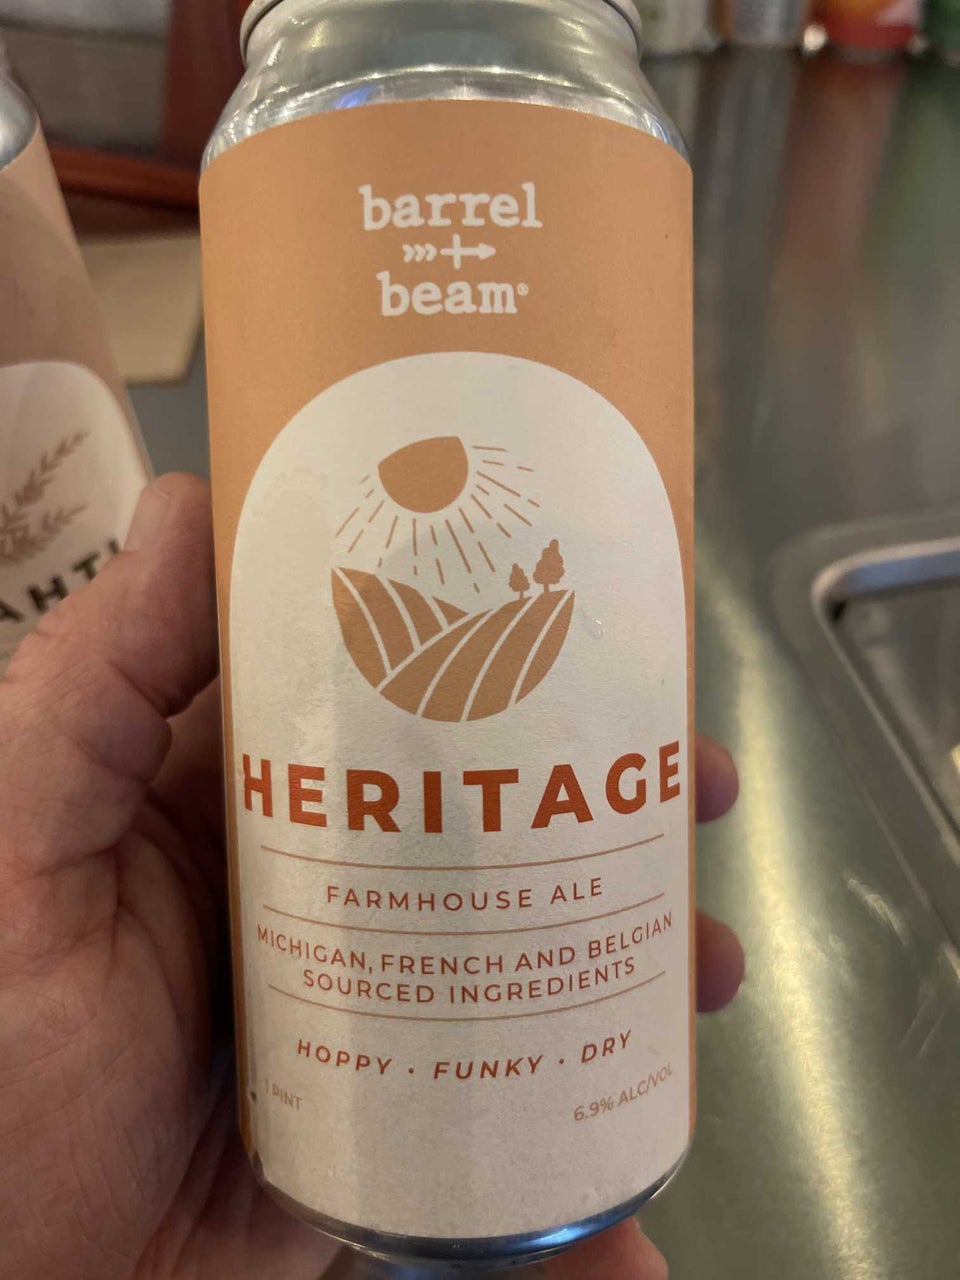 barrel
beam®
HERITAGE
FARMHOUSE ALE
MICHIGAN, FRENCH AND BELGIAN
SOURCED INGREDIENTS
HOPPY · FUNKY · DRY
1 PINT
6.9% ALC/VOL